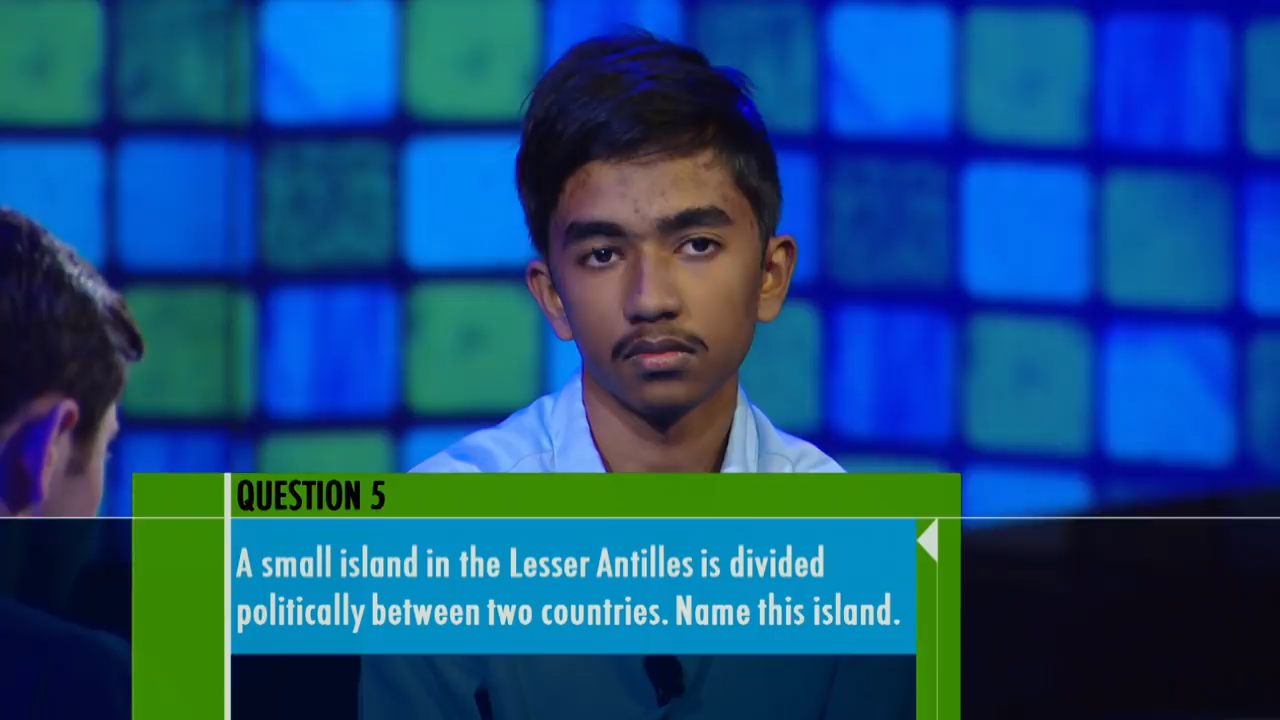 QUESTION 5
A small island in the Lesser Antilles is divided
politically between two countries. Name this island.